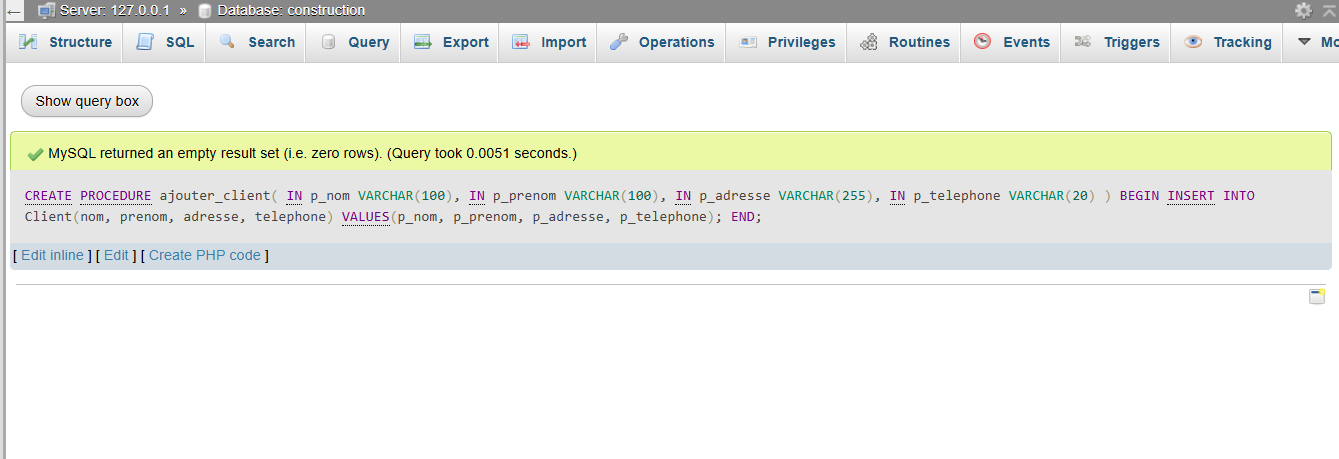 Server: 127.0.0.1 » Database: construction
Structure SQL Search Query Export Import Operations Privileges Routines Events Triggers Tracking Mo
Show query box
MySQL returned an empty result set (i.e. zero rows). (Query took 0.0051 seconds.)
CREATE PROCEDURE ajouter_client( IN p_nom VARCHAR(100), IN p_prenom VARCHAR(100), IN p_adresse VARCHAR(255), IN p_telephone VARCHAR(20) ) BEGIN INSERT INTO
Client(nom, prenom, adresse, telephone) VALUES(p_nom, p_prenom, p_adresse, p_telephone); END;
[ Edit inline ] [ Edit ] [ Create PHP code ]